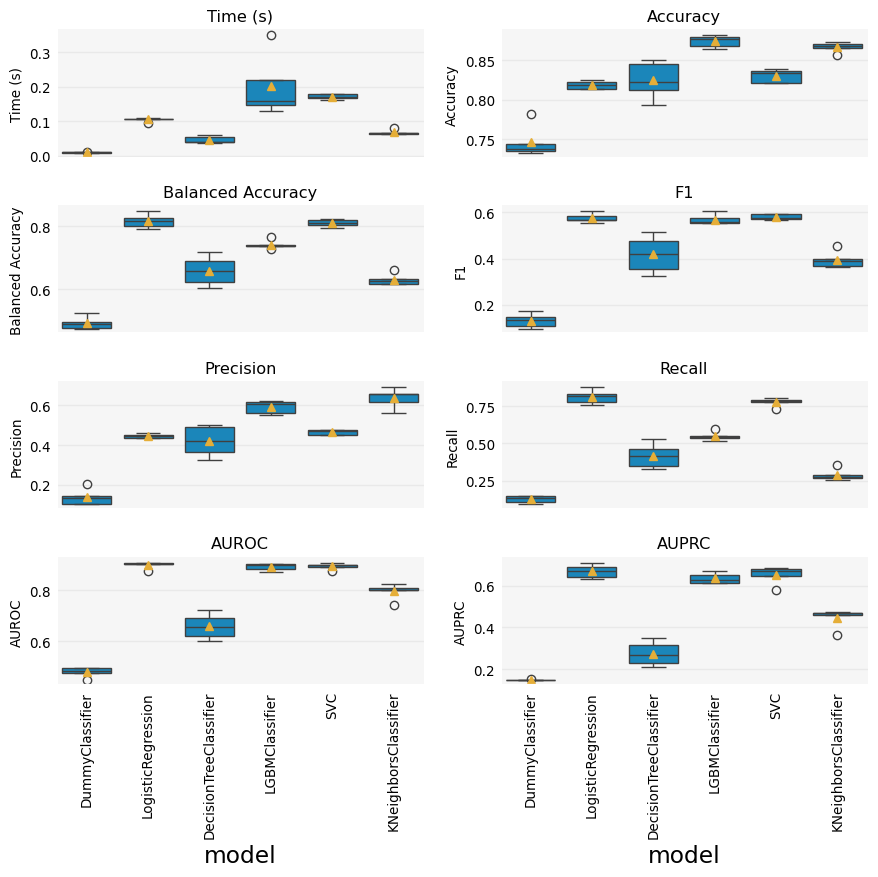 Time (s)
Time (s)
0.3
0.2
0.1
0.0
Accuracy
Accuracy
0.85
0.80
0.75
Balanced Accuracy
Balanced Accuracy
0.8
0.6
F1
F1
0.6
0.4
0.2
Precision
Precision
0.6
0.4
0.2
Recall
Recall
0.75
0.50
0.25
AUROC
AUROC
0.8
0.6
AUPRC
AUPRC
0.6
0.4
0.2
DummyClassifier
LogisticRegression
DecisionTreeClassifier
LGBMClassifier
SVC
KNeighborsClassifier
model
DummyClassifier
LogisticRegression
DecisionTreeClassifier
LGBMClassifier
SVC
KNeighborsClassifier
model